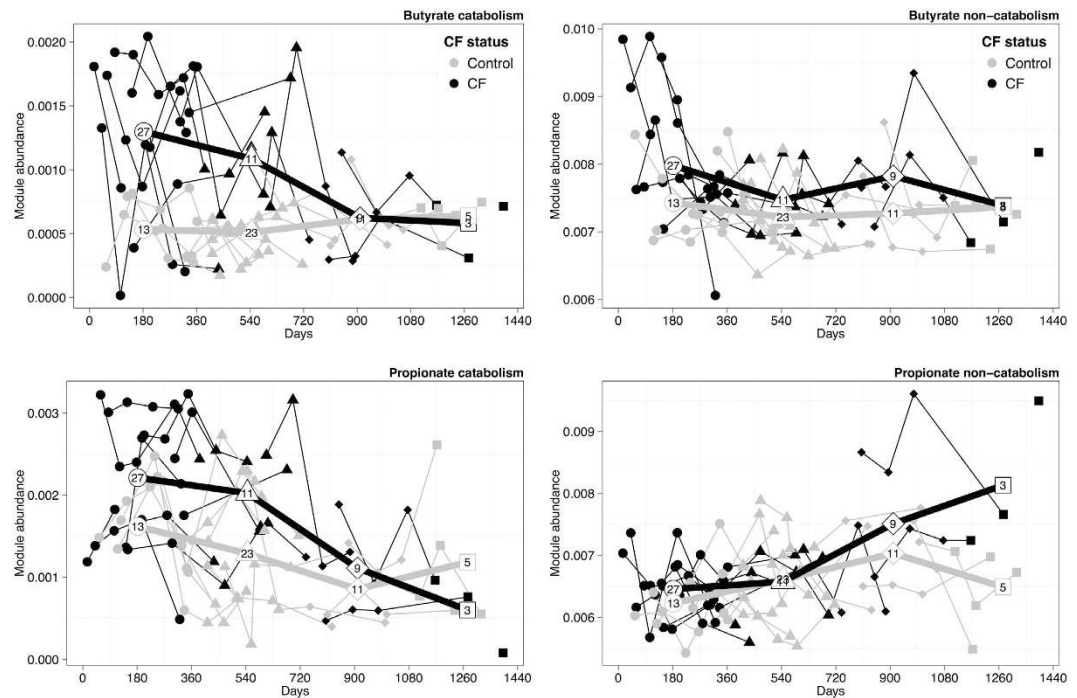 Butyrate catabolism
0.0020
0.0015
0.0010
0.0005
0.0000
Module abundance
CF status
Control
CF
27
11
13
23
5
3
0 180 360 540 720 900 1080 1260 1440
Days
Butyrate non−catabolism
0.010
0.009
0.008
0.007
0.006
Module abundance
CF status
Control
CF
27
11
9
23
11
0 180 360 540 720 900 1080 1260 1440
Days
Propionate catabolism
0.003
0.002
0.001
0.000
Module abundance
27
11
13
11
9
11
5
3
0 180 360 540 720 900 1080 1260 1440
Days
Propionate non−catabolism
0.009
0.008
0.007
0.006
Module abundance
27
13
9
11
3
5
0 180 360 540 720 900 1080 1260 1440
Days